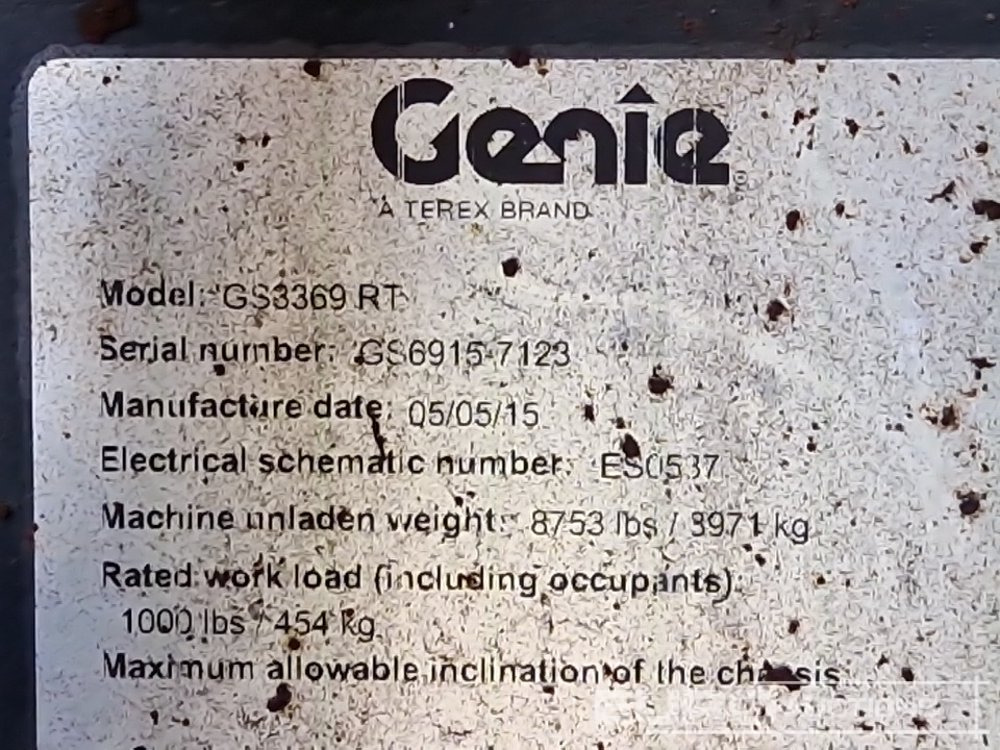 Genie
A TEREX BRAND
Model: GS3369 RT
Serial number: GS6915-7123
Manufacture date: 05/05/15
Electrical schematic number: ES0537
Machine unladen weight: 8753 lbs / 3971 kg
Rated work load (including occupants):
1000 lbs / 454 kg
Maximum allowable inclination of the chassis